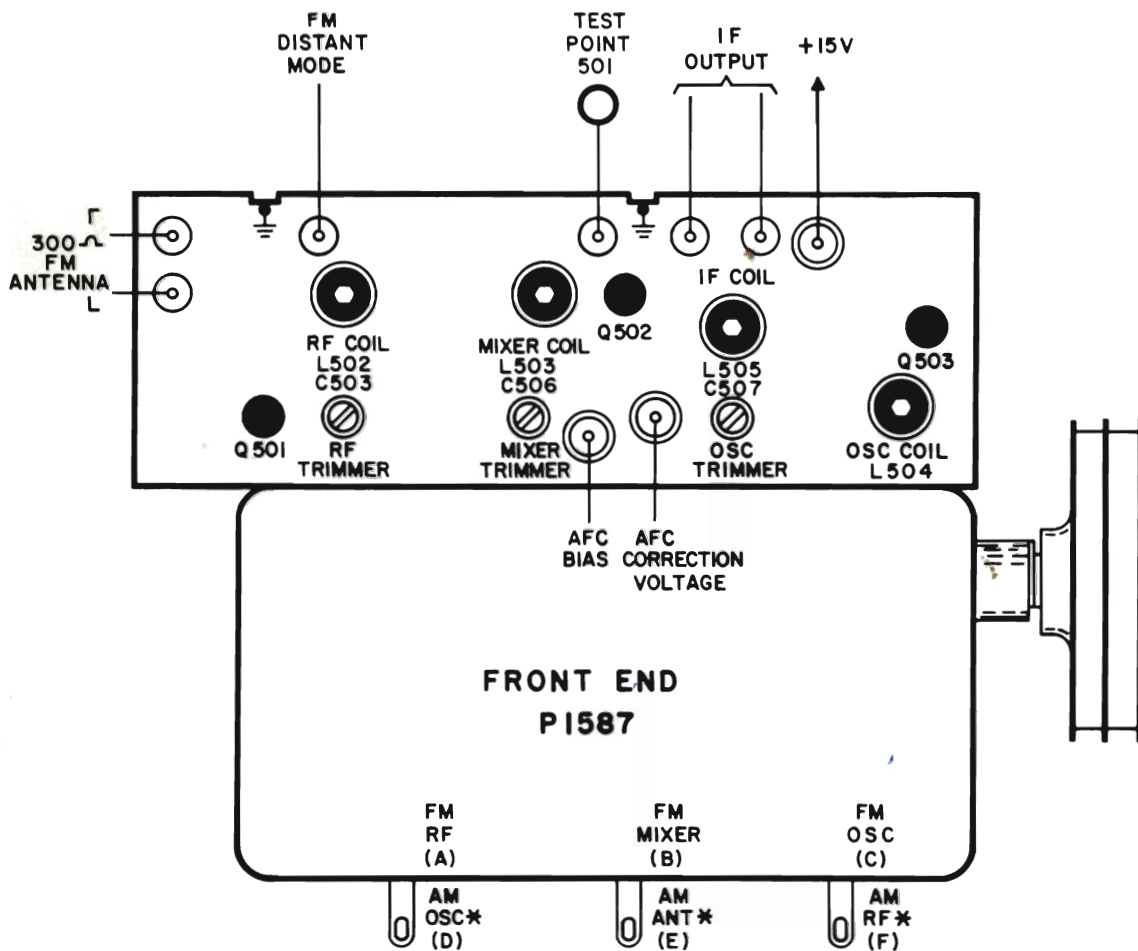 FM
DISTANT
MODE
TEST
POINT
501
IF
OUTPUT
+15V
300 Ω
FM
ANTENNA
RF COIL
L502
C503
MIXER COIL
L503
C506
Q502
IF COIL
L505
C507
Q503
Q501
RF
TRIMMER
MIXER
TRIMMER
OSC
TRIMMER
OSC COIL
L504
AFC
BIAS
AFC
CORRECTION
VOLTAGE
FRONT END
P1587
FM
RF
(A)
FM
MIXER
(B)
FM
OSC
(C)
AM
OSC*
(D)
AM
ANT*
(E)
AM
RF*
(F)